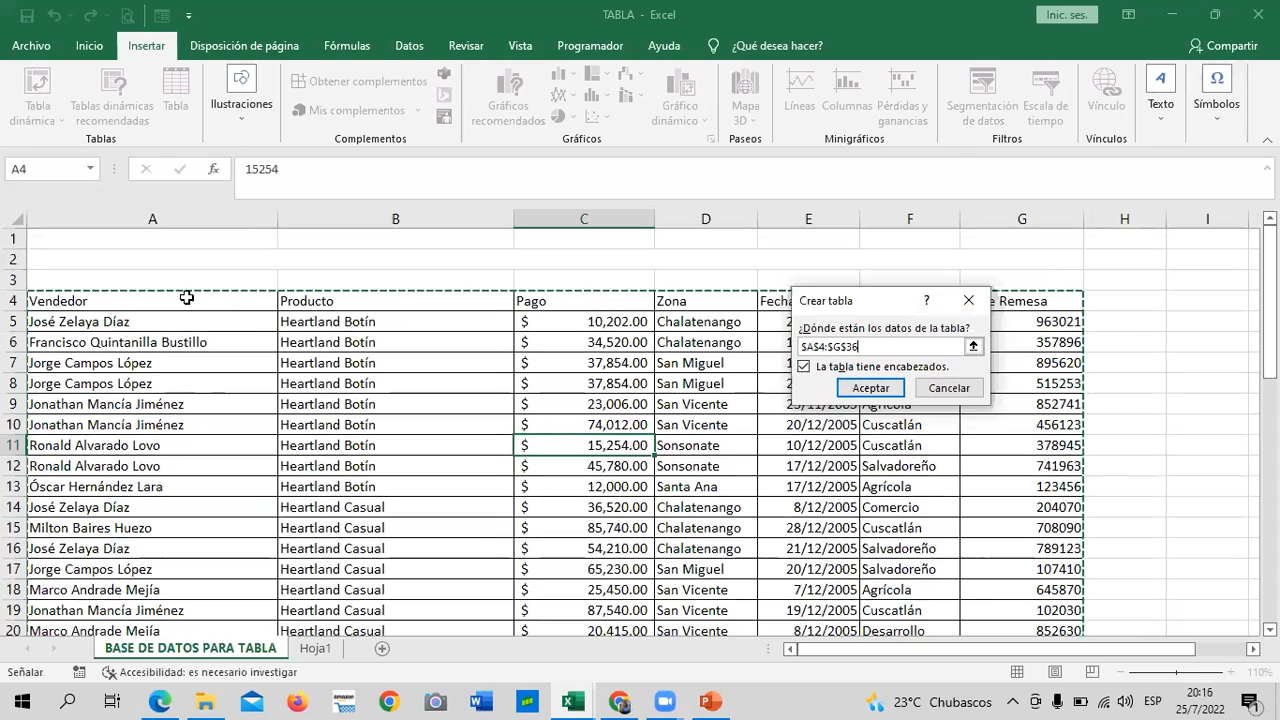 TABLA - Excel
Inic. ses.
Archivo Inicio Insertar Disposición de página Fórmulas Datos Revisar Vista Programador Ayuda ¿Qué desea hacer? Compartir
Tabla dinámica
Tablas dinámicas recomendadas
Tabla
Ilustraciones
Obtener complementos
Mis complementos
Gráficos recomendados
Gráfico dinámico
Mapa 3D
Líneas
Columnas
Pérdidas y ganancias
Segmentación de datos
Escala de tiempo
Vínculo
Texto
Símbolos
Tablas Complementos Gráficos Paseos Minigráficos Filtros Vínculos
A4 fx 15254
A B C D E F G H I
1
2
3
4 Vendedor Producto Pago Zona Fecha Remesa
5 José Zelaya Díaz Heartland Botín $ 10,202.00 Chalatenango 963021
6 Francisco Quintanilla Bustillo Heartland Botín $ 34,520.00 Chalatenango 357896
7 Jorge Campos López Heartland Botín $ 37,854.00 San Miguel 895620
8 Jorge Campos López Heartland Botín $ 37,854.00 San Miguel 515253
9 Jonathan Mancía Jiménez Heartland Botín $ 23,006.00 San Vicente 23/11/2005 Agrícola 852741
10 Jonathan Mancía Jiménez Heartland Botín $ 74,012.00 San Vicente 20/12/2005 Cuscatlán 456123
11 Ronald Alvarado Lovo Heartland Botín $ 15,254.00 Sonsonate 10/12/2005 Cuscatlán 378945
12 Ronald Alvarado Lovo Heartland Botín $ 45,780.00 Sonsonate 17/12/2005 Salvadoreño 741963
13 Óscar Hernández Lara Heartland Botín $ 12,000.00 Santa Ana 17/12/2005 Agrícola 123456
14 José Zelaya Díaz Heartland Casual $ 36,520.00 Chalatenango 8/12/2005 Comercio 204070
15 Milton Baires Huezo Heartland Casual $ 85,740.00 Chalatenango 28/12/2005 Cuscatlán 708090
16 José Zelaya Díaz Heartland Casual $ 54,210.00 Chalatenango 21/12/2005 Salvadoreño 789123
17 Jorge Campos López Heartland Casual $ 65,230.00 San Miguel 20/12/2005 Salvadoreño 107410
18 Marco Andrade Mejía Heartland Casual $ 25,450.00 San Vicente 7/12/2005 Agrícola 645870
19 Jonathan Mancía Jiménez Heartland Casual $ 87,540.00 San Vicente 19/12/2005 Cuscatlán 102030
20 Marco Andrade Mejía Heartland Casual $ 20,415.00 San Vicente 8/12/2005 Desarrollo 852630
Crear tabla ?
¿Dónde están los datos de la tabla?
$A$4:$G$36
La tabla tiene encabezados.
Aceptar Cancelar
BASE DE DATOS PARA TABLA Hoja1
Señalar Accesibilidad: es necesario investigar 110%
amazon
23°C Chubascos ESP
20:16
25/7/2022
1